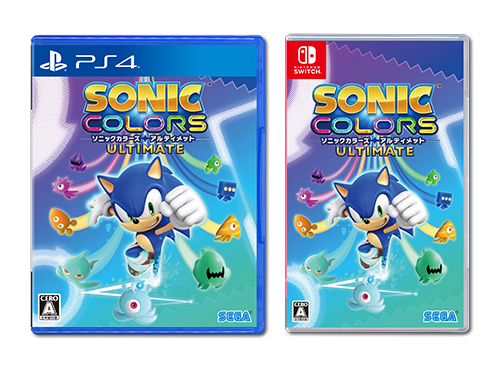 PS4
SONIC
COLORS
ソニックカラーズ アルティメット
ULTIMATE
CERO
A
SEGA
NINTENDO
SWITCH
SONIC
COLORS
ソニックカラーズ アルティメット
ULTIMATE
CERO
A
SEGA